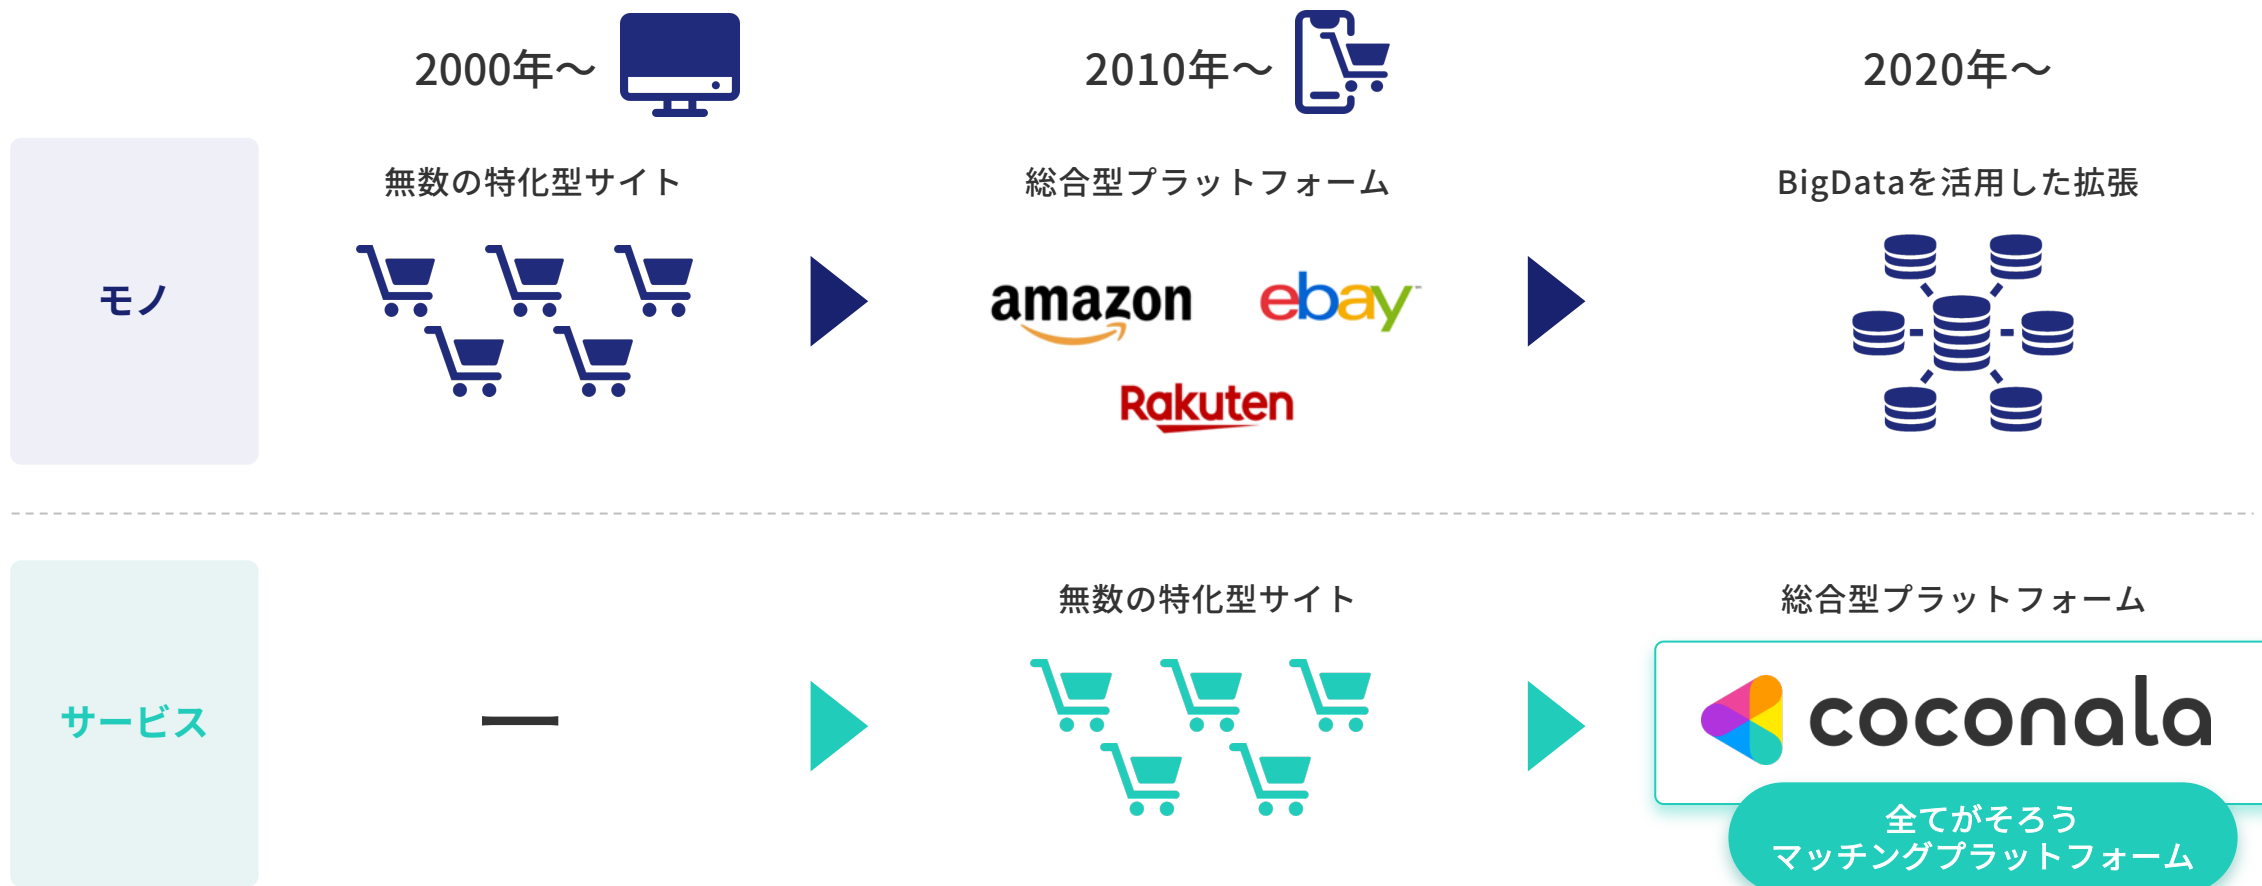 2000年〜
2010年〜
2020年〜
モノ
無数の特化型サイト
総合型プラットフォーム
amazon
ebay™
Rakuten
BigDataを活用した拡張
サービス
—
無数の特化型サイト
総合型プラットフォーム
coconala
全てがそろう
マッチングプラットフォーム